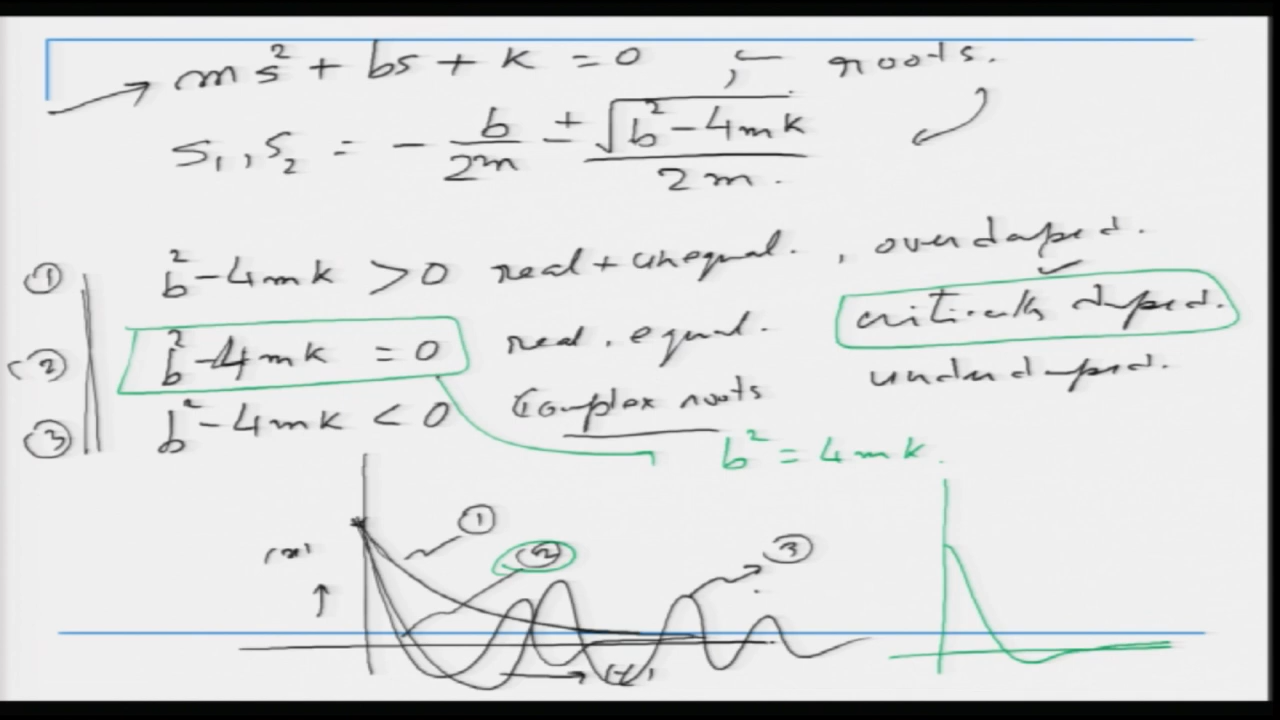 ms² + bs + k = 0 , ← roots.
s₁, s₂ = - b/2m ± √(b² - 4mk)/2m.
① b² - 4mk > 0 real + unequal. , overdamped.
② b² - 4mk = 0 real. equal. critically damped.
③ b² - 4mk < 0 Complex roots underdamped.
b² = 4mk.
① ② ③
(x)
(t)